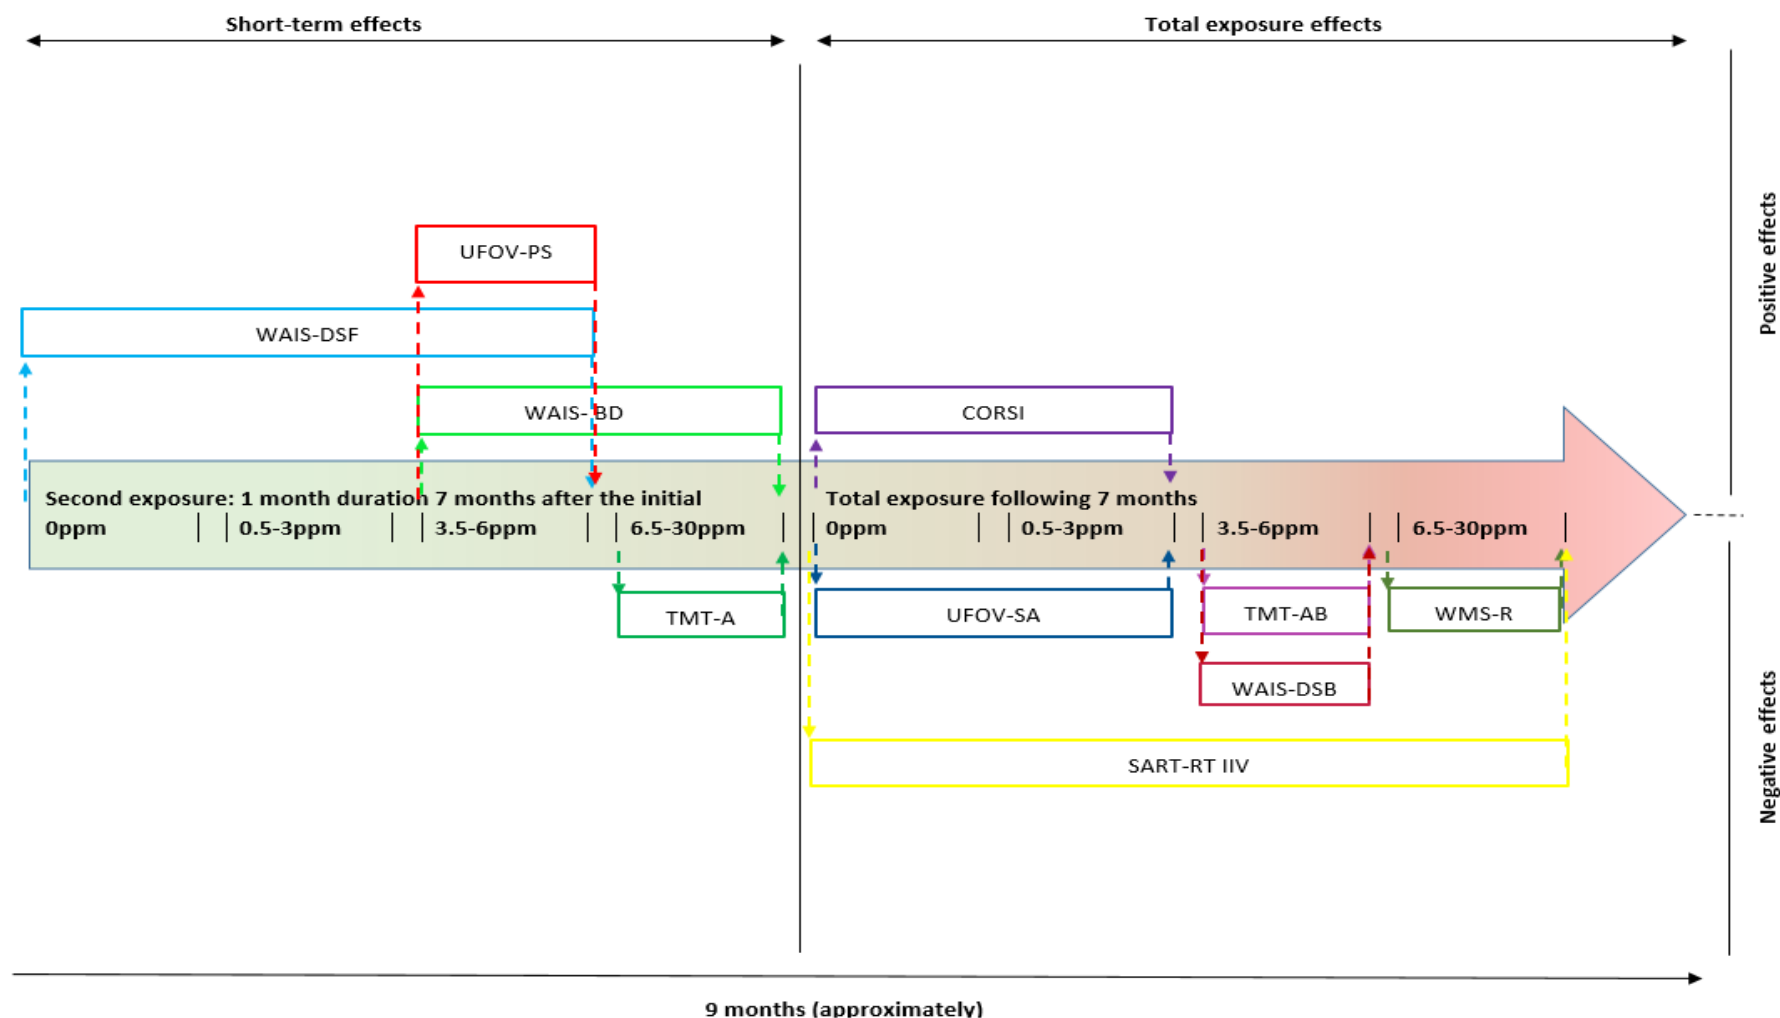 Short-term effects
Total exposure effects
Positive effects
UFOV-PS
WAIS-DSF
WAIS- BD
CORSI
Second exposure: 1 month duration 7 months after the initial
Total exposure following 7 months
0ppm
0.5-3ppm
3.5-6ppm
6.5-30ppm
0ppm
0.5-3ppm
3.5-6ppm
6.5-30ppm
TMT-A
UFOV-SA
TMT-AB
WMS-R
WAIS-DSB
SART-RT IIV
Negative effects
9 months (approximately)